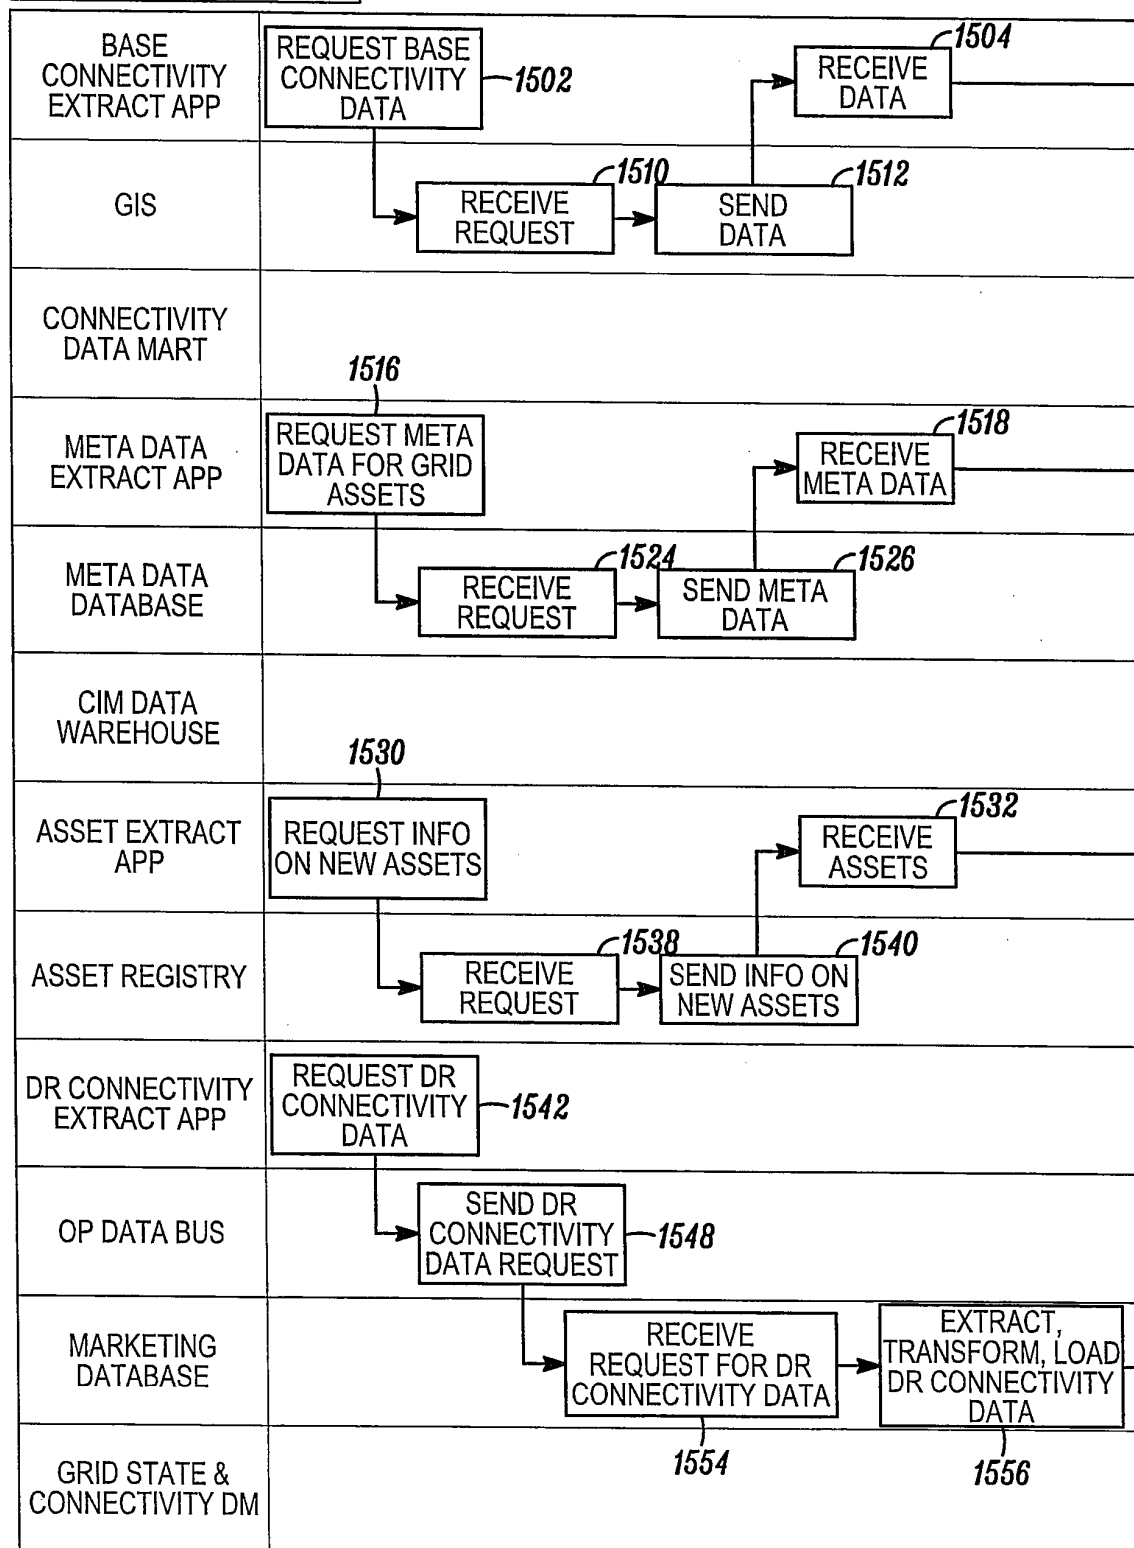 BASE
CONNECTIVITY
EXTRACT APP
REQUEST BASE
CONNECTIVITY
DATA
1502
RECEIVE
DATA
1504
GIS
RECEIVE
REQUEST
1510
SEND
DATA
1512
CONNECTIVITY
DATA MART
1516
META DATA
EXTRACT APP
REQUEST META
DATA FOR GRID
ASSETS
RECEIVE
META DATA
1518
META DATA
DATABASE
RECEIVE
REQUEST
1524
SEND META
DATA
1526
CIM DATA
WAREHOUSE
1530
ASSET EXTRACT
APP
REQUEST INFO
ON NEW ASSETS
RECEIVE
ASSETS
1532
ASSET REGISTRY
RECEIVE
REQUEST
1538
SEND INFO ON
NEW ASSETS
1540
DR CONNECTIVITY
EXTRACT APP
REQUEST DR
CONNECTIVITY
DATA
1542
OP DATA BUS
SEND DR
CONNECTIVITY
DATA REQUEST
1548
MARKETING
DATABASE
RECEIVE
REQUEST FOR DR
CONNECTIVITY DATA
1554
EXTRACT,
TRANSFORM, LOAD
DR CONNECTIVITY
DATA
1556
GRID STATE &
CONNECTIVITY DM